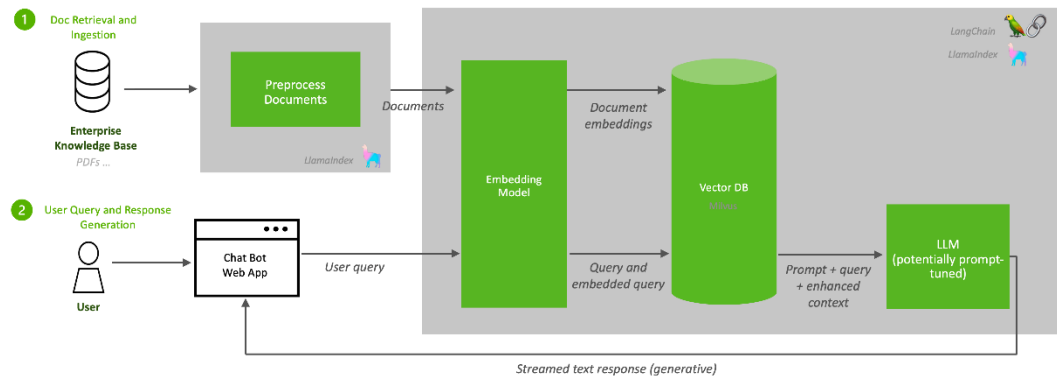 1
Doc Retrieval and
Ingestion
Enterprise
Knowledge Base
PDFs ...
Preprocess
Documents
LlamaIndex
Documents
Embedding
Model
Document
embeddings
Vector DB
LangChain
LlamaIndex
2
User Query and Response
Generation
User
Chat Bot
Web App
User query
Query and
embedded query
Prompt + query
+ enhanced
context
LLM
(potentially prompt-
tuned)
Streamed text response (generative)